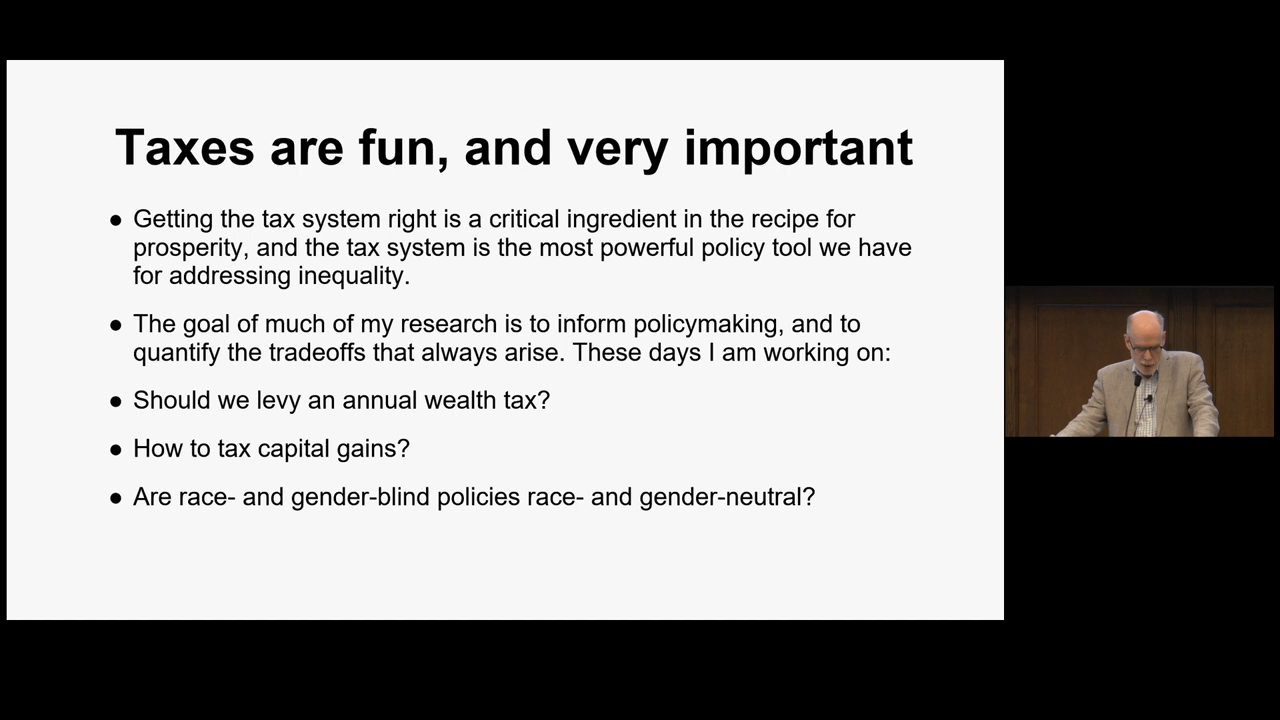 Taxes are fun, and very important
● Getting the tax system right is a critical ingredient in the recipe for
prosperity, and the tax system is the most powerful policy tool we have
for addressing inequality.
● The goal of much of my research is to inform policymaking, and to
quantify the tradeoffs that always arise. These days I am working on:
● Should we levy an annual wealth tax?
● How to tax capital gains?
● Are race- and gender-blind policies race- and gender-neutral?